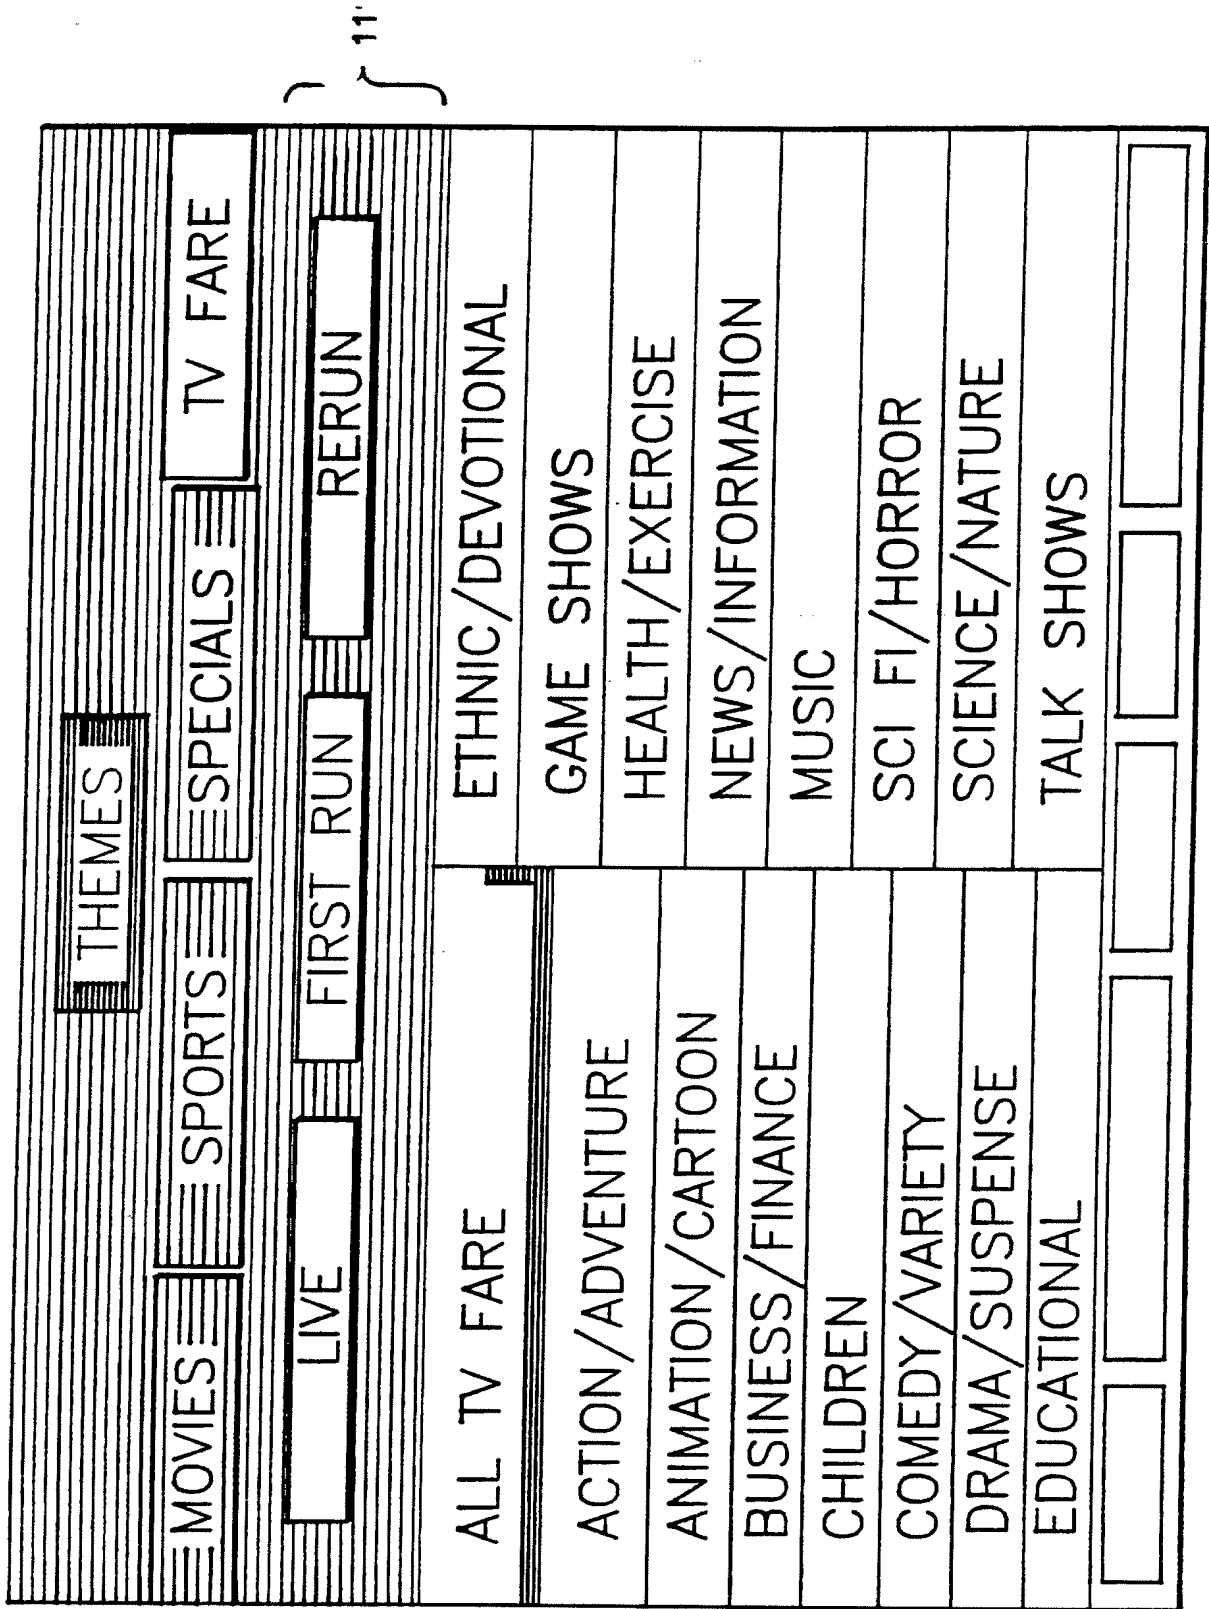 THEMES
MOVIES SPORTS SPECIALS TV FARE
LIVE FIRST RUN RERUN
11'
ALL TV FARE ETHNIC/DEVOTIONAL
ACTION/ADVENTURE GAME SHOWS
ANIMATION/CARTOON HEALTH/EXERCISE
BUSINESS/FINANCE NEWS/INFORMATION
CHILDREN MUSIC
COMEDY/VARIETY SCI FI/HORROR
DRAMA/SUSPENSE SCIENCE/NATURE
EDUCATIONAL TALK SHOWS